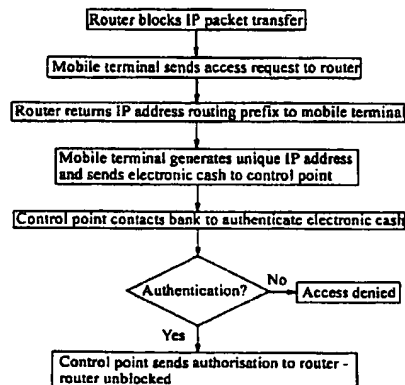 Router blocks IP packet transfer
Mobile terminal sends access request to router
Router returns IP address routing prefix to mobile terminal
Mobile terminal generates unique IP address
and sends electronic cash to control point
Control point contacts bank to authenticate electronic cash
Authentication?
No
Access denied
Yes
Control point sends authorisation to router -
router unblocked